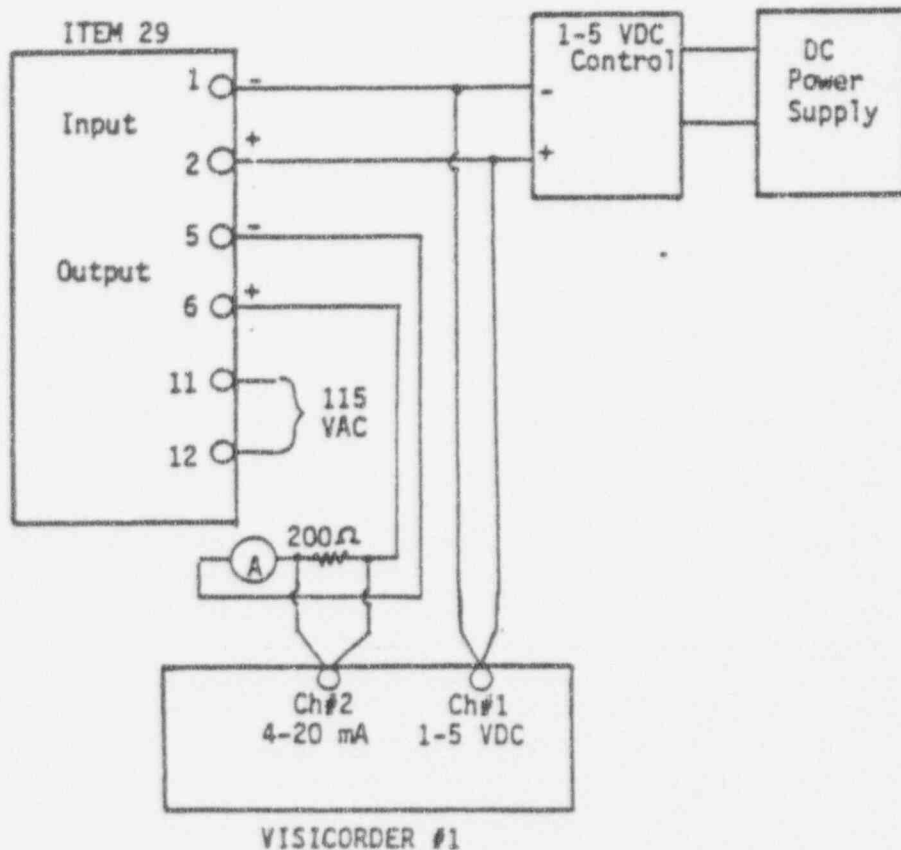 ITEM 29
1-5 VDC
Control
DC
Power
Supply
1 -
Input
2 +
-
+
5 -
Output
6 +
11
115
VAC
12
200Ω
A
Ch#2
4-20 mA
Ch#1
1-5 VDC
VISICORDER #1